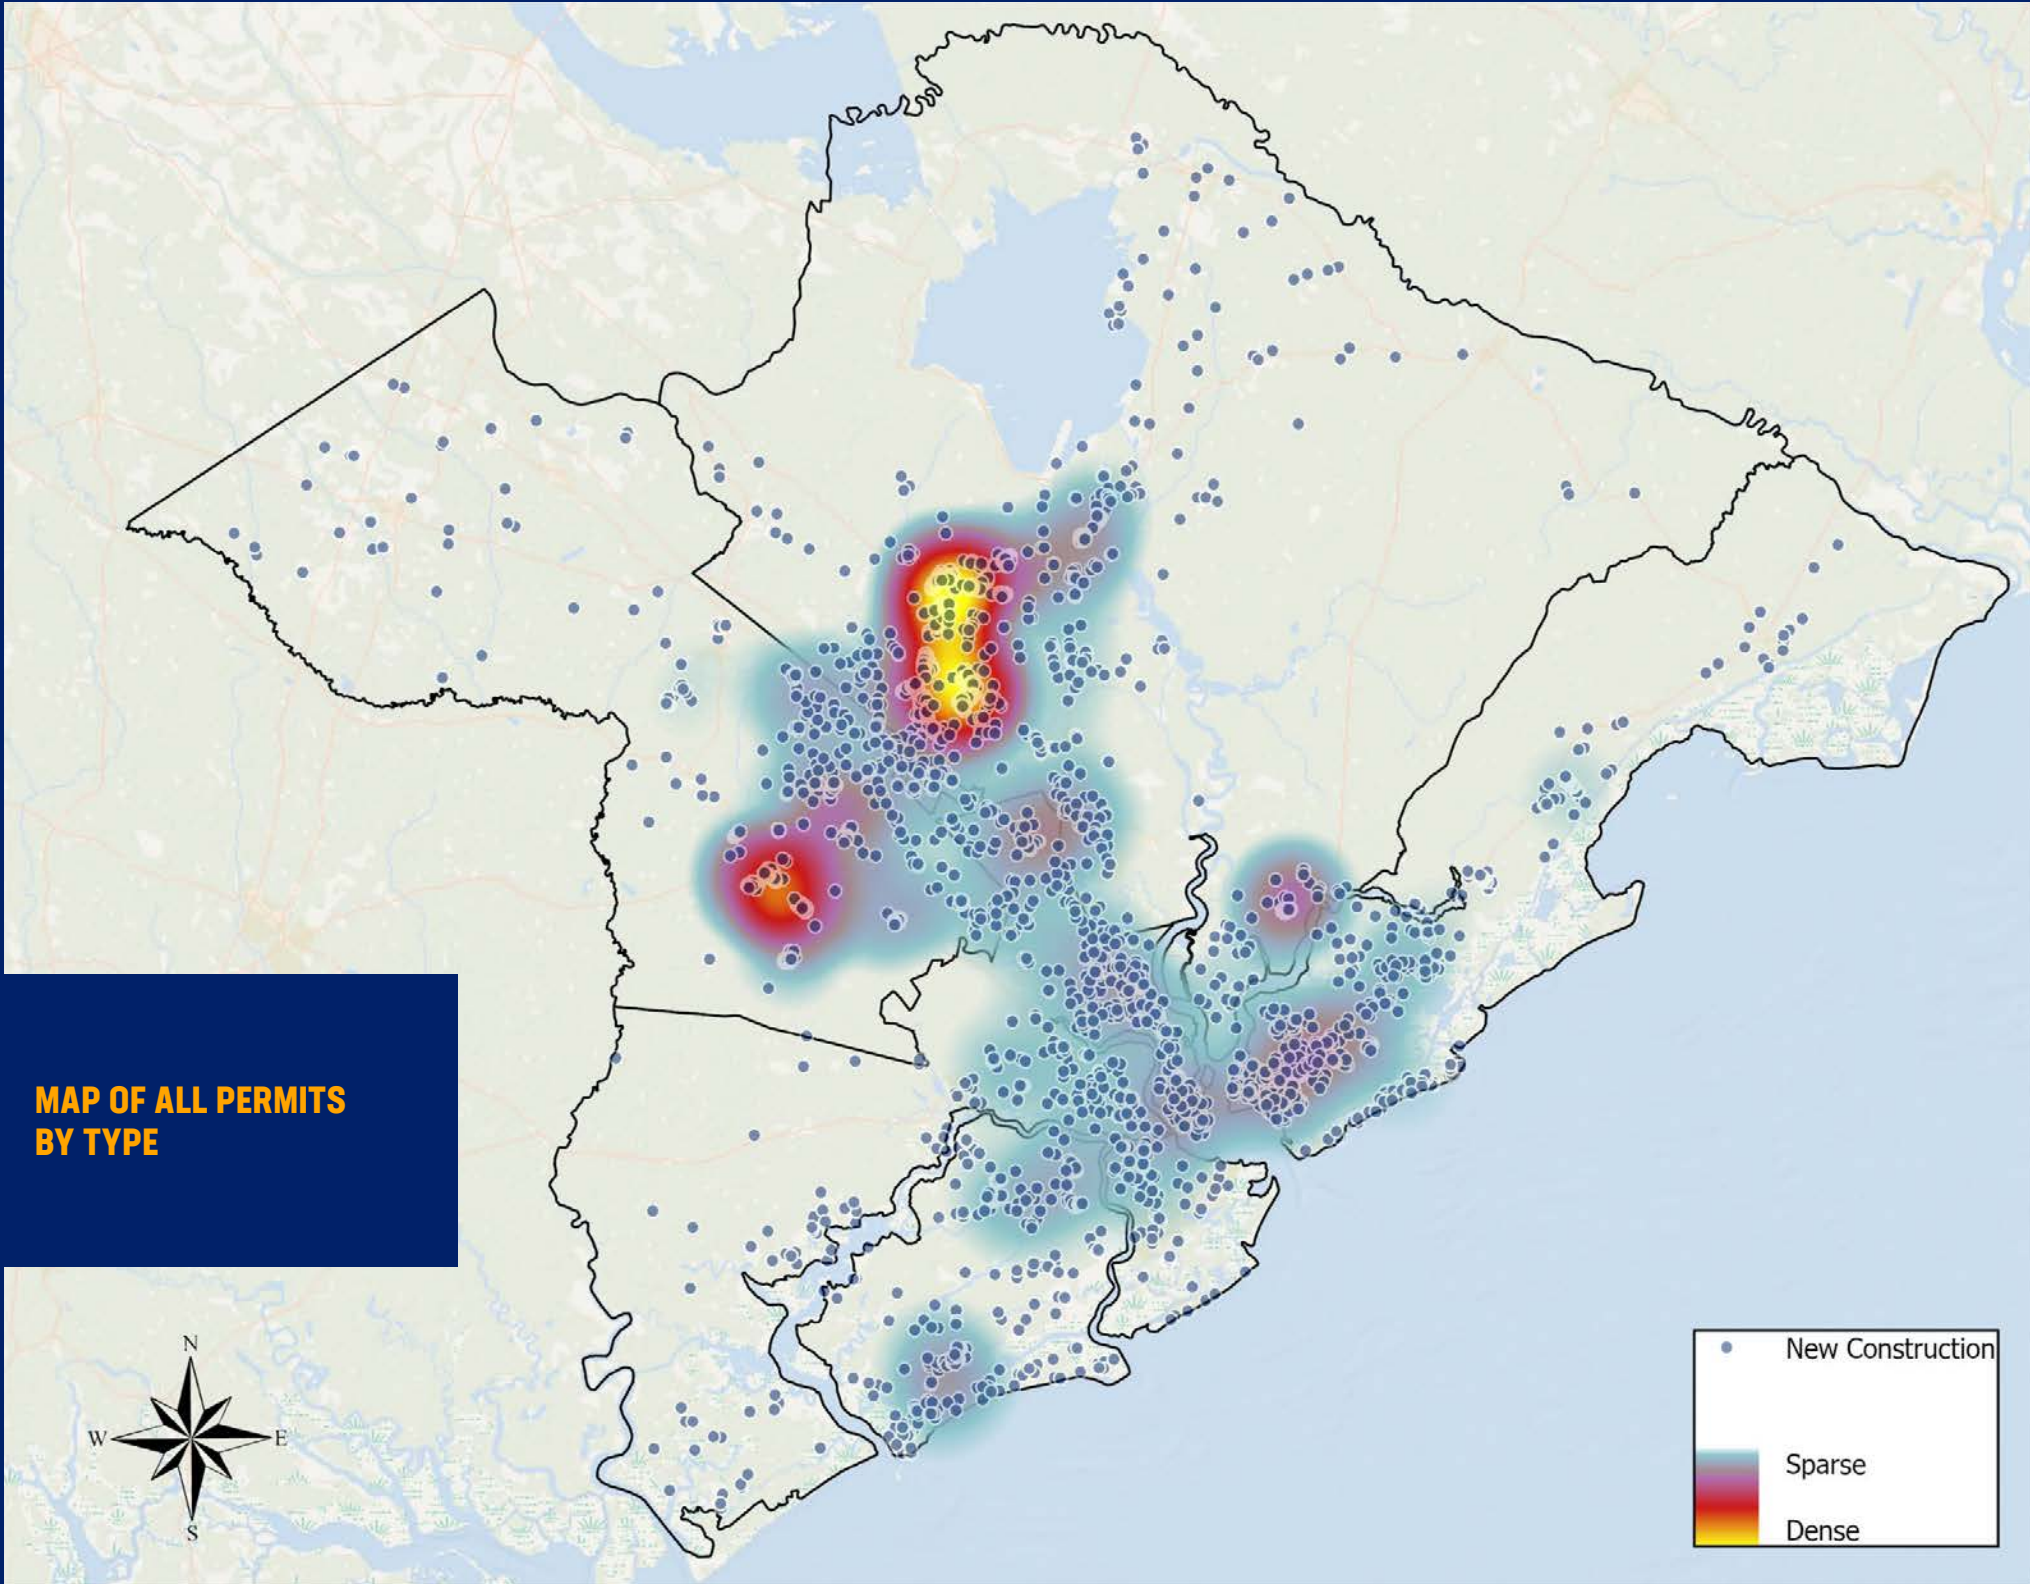 MAP OF ALL PERMITS
BY TYPE
N
W
E
S
New Construction
Sparse
Dense